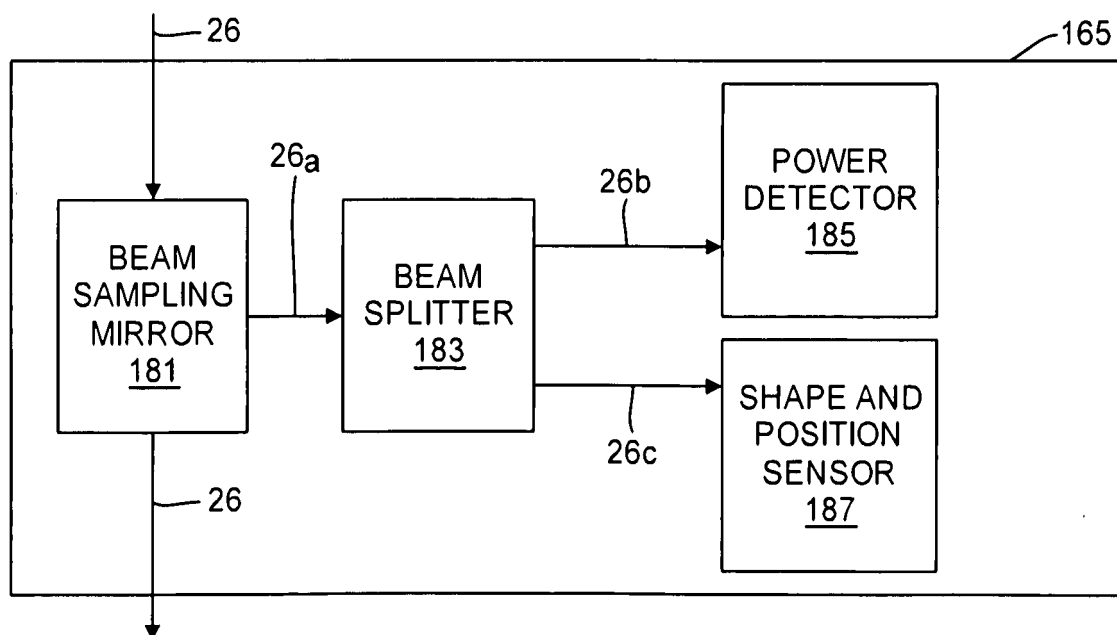 26
165
26a
26b
POWER
DETECTOR
185
BEAM
SAMPLING
MIRROR
181
BEAM
SPLITTER
183
26c
SHAPE AND
POSITION
SENSOR
187
26